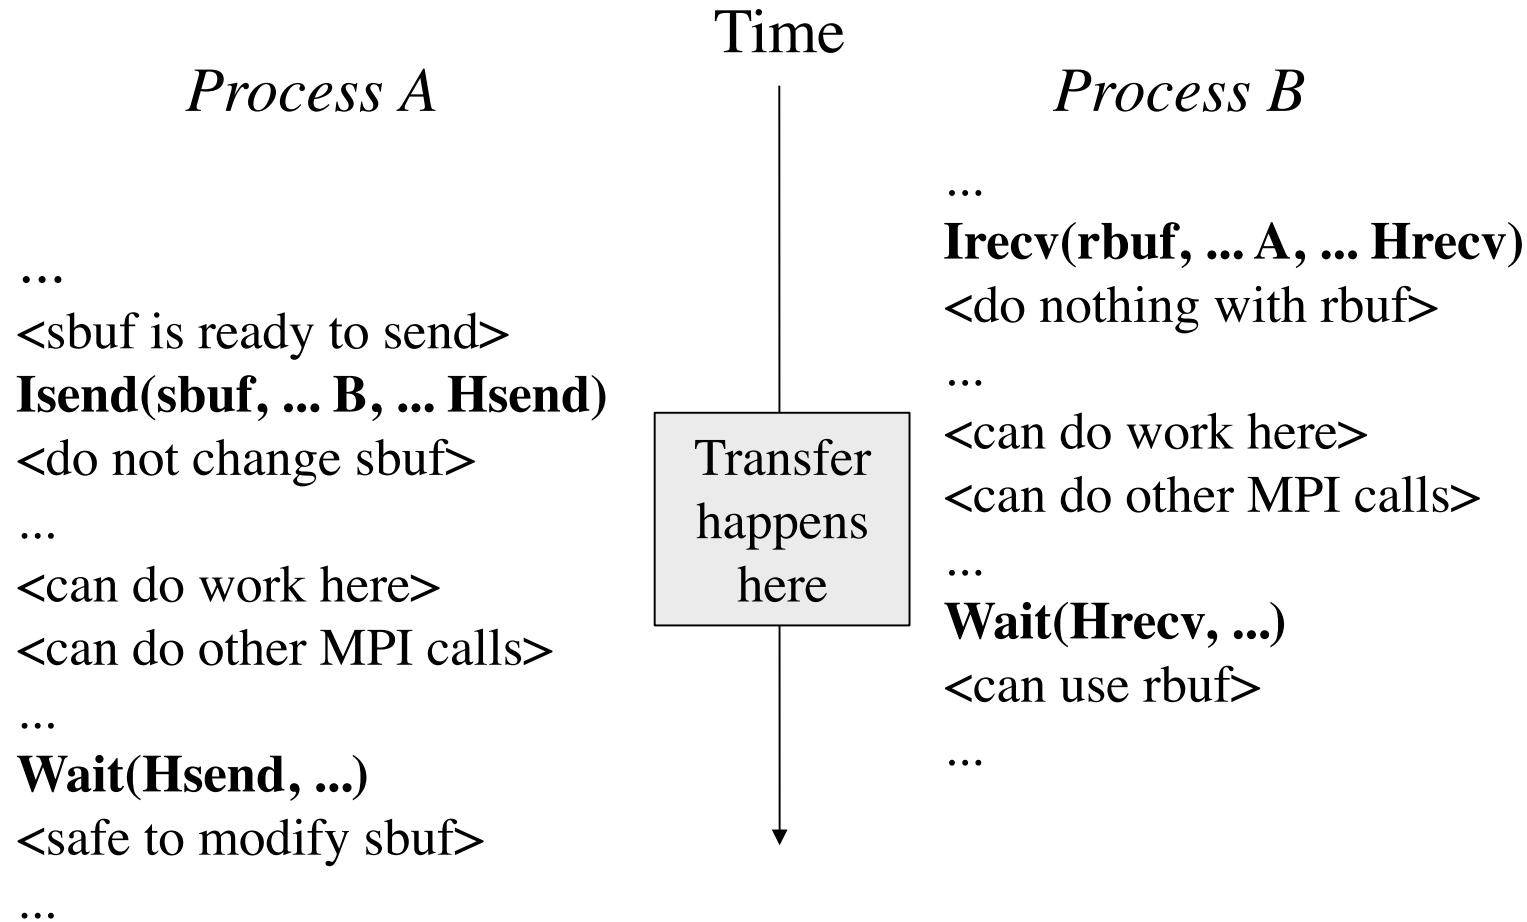 Time
Process A
...
<sbuf is ready to send>
Isend(sbuf, ... B, ... Hsend)
<do not change sbuf>
...
<can do work here>
<can do other MPI calls>
...
Wait(Hsend, ...)
<safe to modify sbuf>
...
Transfer
happens
here
Process B
...
Irecv(rbuf, ... A, ... Hrecv)
<do nothing with rbuf>
...
<can do work here>
<can do other MPI calls>
...
Wait(Hrecv, ...)
<can use rbuf>
...